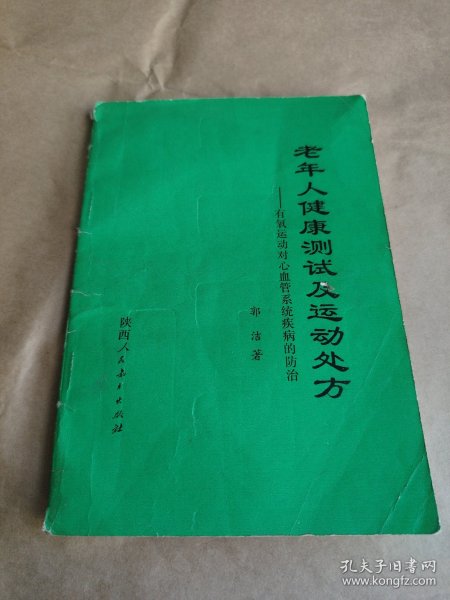 老年人健康测试及运动处方
——有氧运动对心血管系统疾病的防治
郭洁著
陕西人民教育出版社
孔夫子旧书网
www.kongfz.com